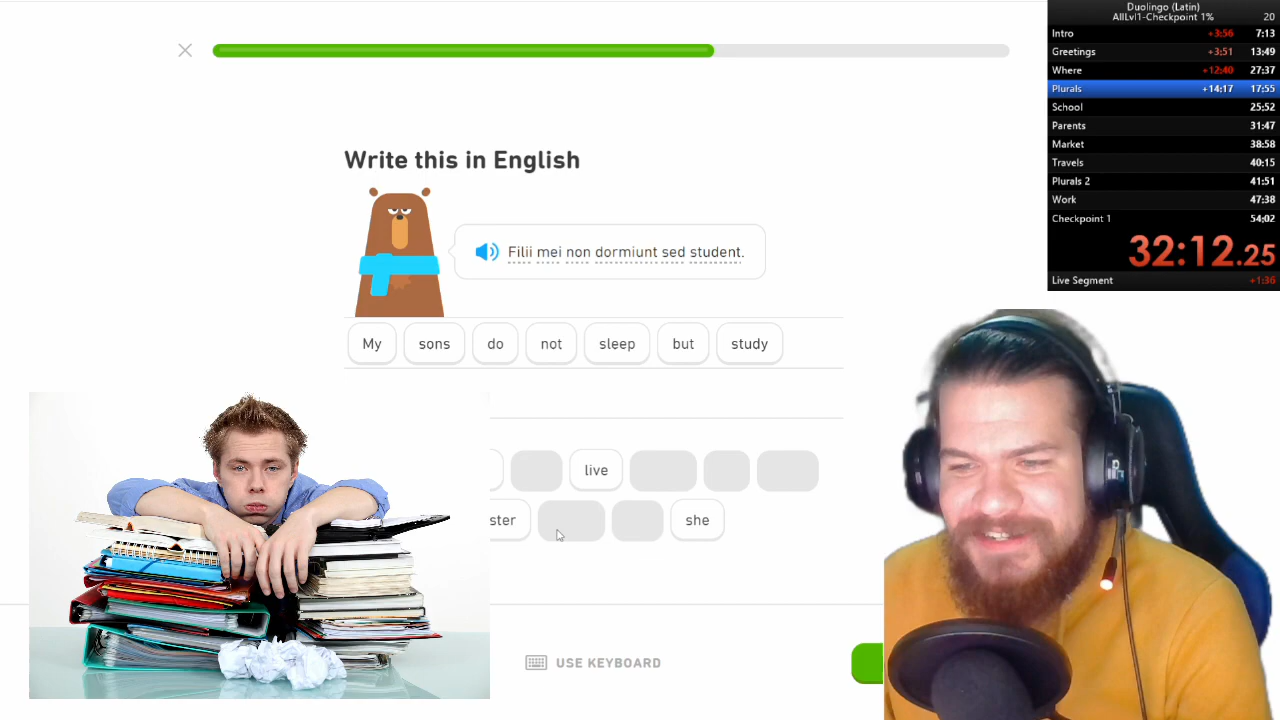 Duolingo (Latin)
AllLvl1-Checkpoint 1% 20
Intro +3:56 7:13
Greetings +3:51 13:49
Where +12:40 27:37
Plurals +14:17 17:55
School 25:52
Parents 31:47
Market 38:58
Travels 40:15
Plurals 2 41:51
Work 47:38
Checkpoint 1 54:02
32:12.25
Live Segment +1:36
Write this in English
Filii mei non dormiunt sed student.
My sons do not sleep but study
live
ster she
USE KEYBOARD